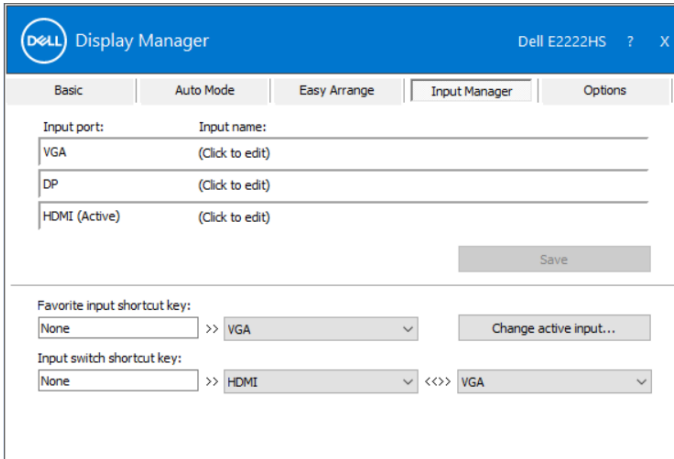 DELL Display Manager Dell E2222HS ? X
Basic Auto Mode Easy Arrange Input Manager Options
Input port: Input name:
VGA (Click to edit)
DP (Click to edit)
HDMI (Active) (Click to edit)
Save
Favorite input shortcut key:
None >> VGA Change active input...
Input switch shortcut key:
None >> HDMI <<>> VGA